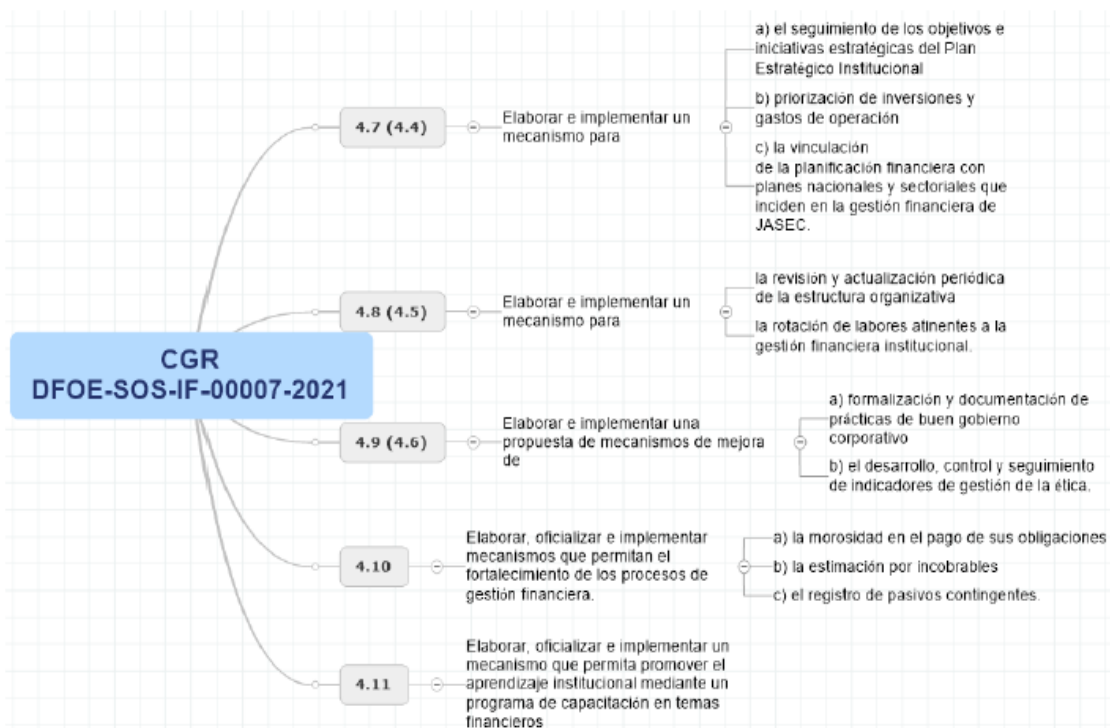 CGR
DFOE-SOS-IF-00007-2021
4.7 (4.4)
Elaborar e implementar un
mecanismo para
a) el seguimiento de los objetivos e
iniciativas estratégicas del Plan
Estratégico Institucional
b) priorización de inversiones y
gastos de operación
c) la vinculación
de la planificación financiera con
planes nacionales y sectoriales que
inciden en la gestión financiera de
JASEC.
4.8 (4.5)
Elaborar e implementar un
mecanismo para
la revisión y actualización periódica
de la estructura organizativa
la rotación de labores atinentes a la
gestión financiera institucional.
4.9 (4.6)
Elaborar e implementar una
propuesta de mecanismos de mejora
de
a) formalización y documentación de
prácticas de buen gobierno
corporativo
b) el desarrollo, control y seguimiento
de indicadores de gestión de la ética.
4.10
Elaborar, oficializar e implementar
mecanismos que permitan el
fortalecimiento de los procesos de
gestión financiera.
a) la morosidad en el pago de sus obligaciones
b) la estimación por incobrables
c) el registro de pasivos contingentes.
4.11
Elaborar, oficializar e implementar un
mecanismo que permita promover el
aprendizaje institucional mediante un
programa de capacitación en temas
financieros